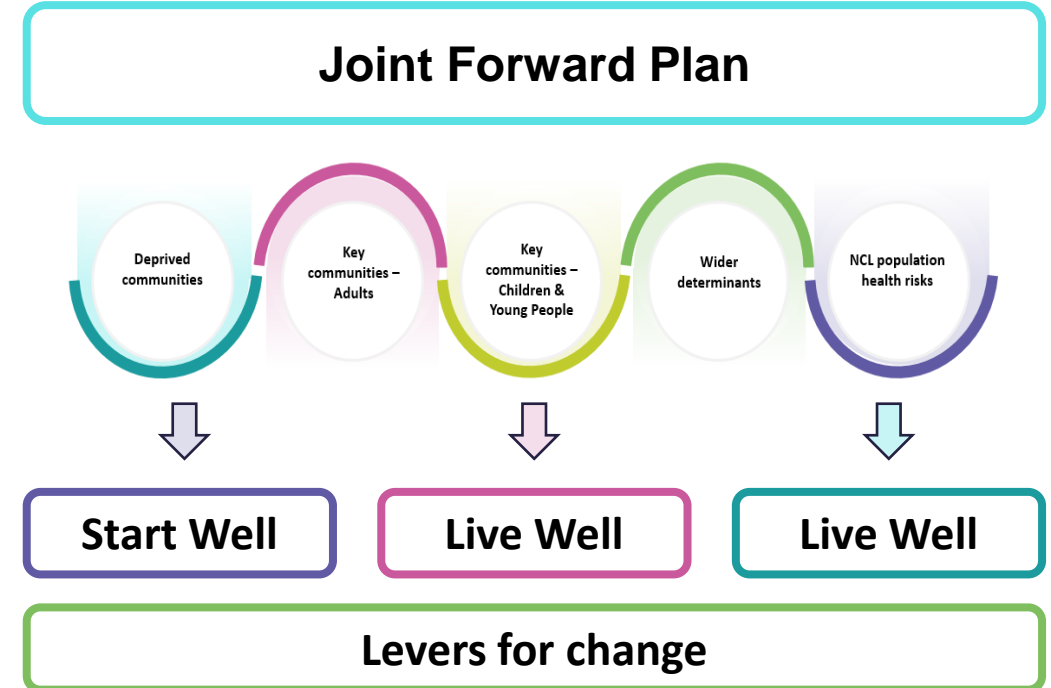 Joint Forward Plan
Deprived
communities
Key
communities –
Adults
Key
communities –
Children &
Young People
Wider
determinants
NCL population
health risks
Start Well
Live Well
Live Well
Levers for change